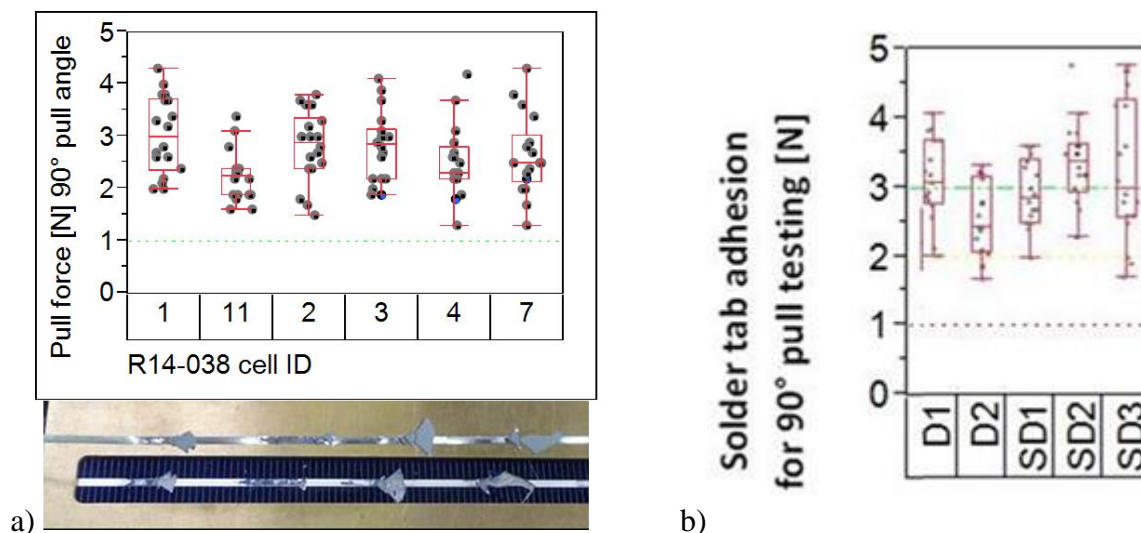 Pull force [N] 90° pull angle
5
4
3
2
1
0
1 11 2 3 4 7
R14-038 cell ID
a)
Solder tab adhesion
for 90° pull testing [N]
5
4
3
2
1
0
D1 D2 SD1 SD2 SD3
b)